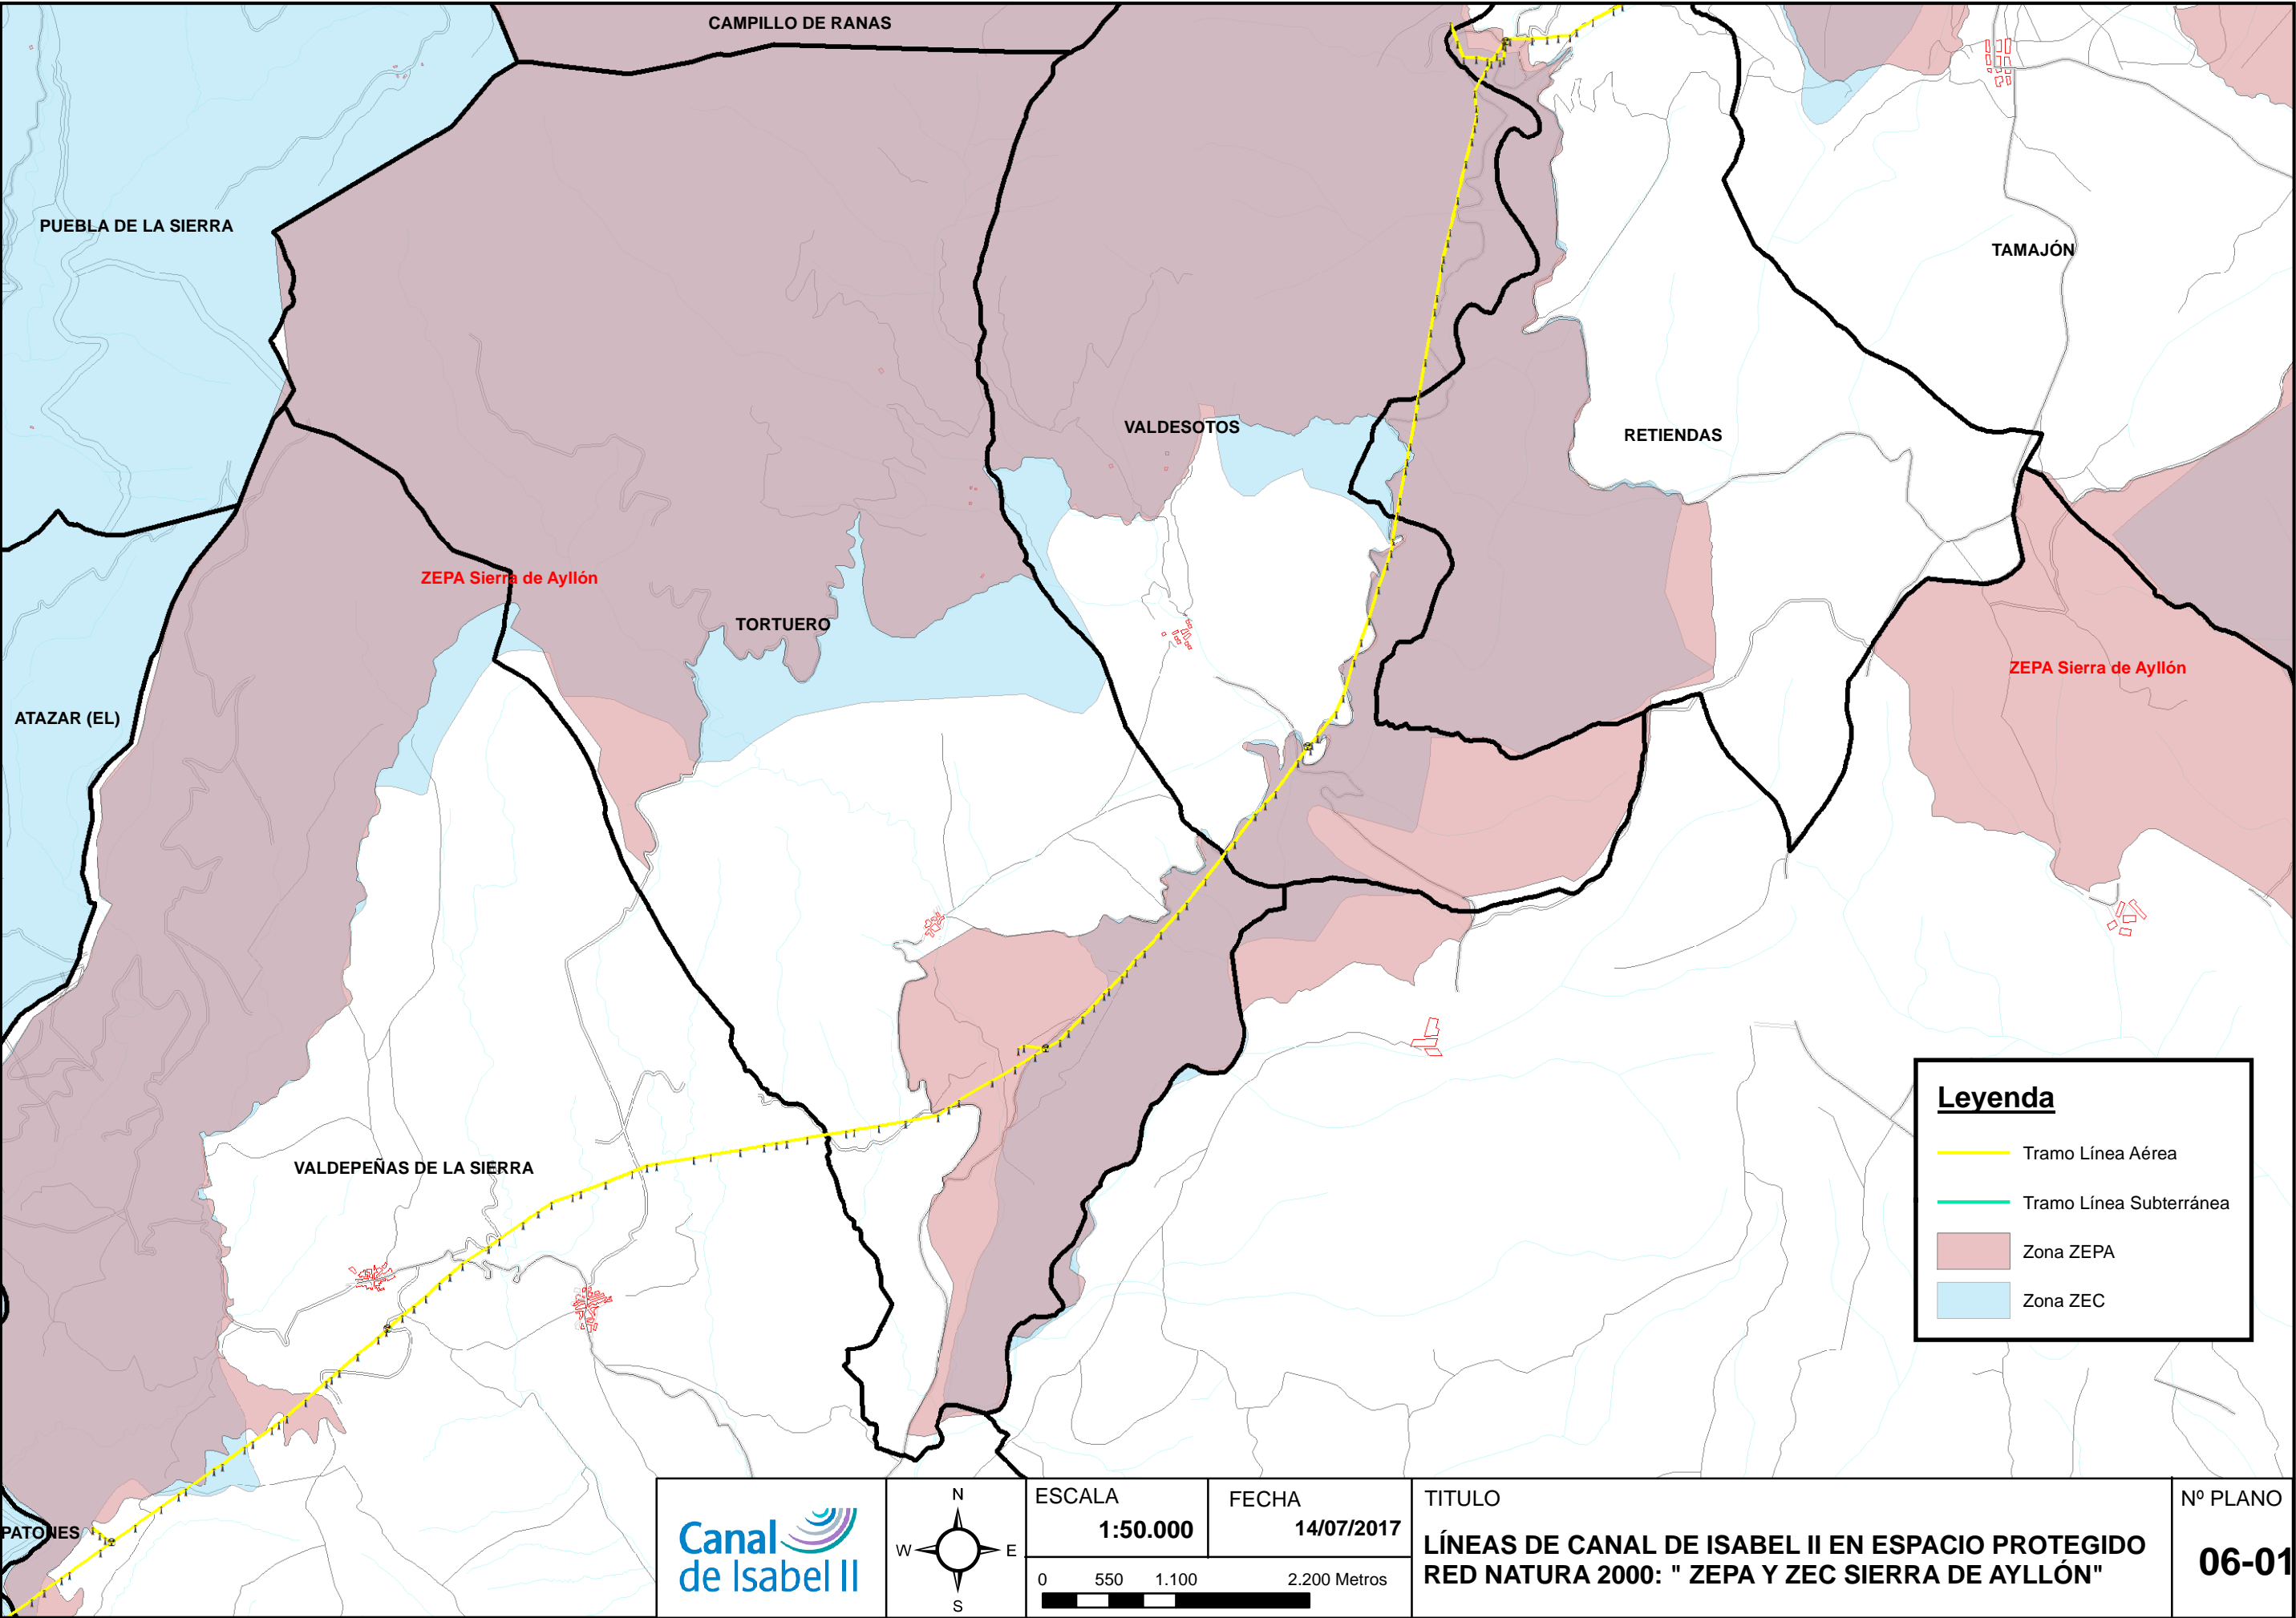 CAMPILLO DE RANAS
PUEBLA DE LA SIERRA
TAMAJÓN
VALDESOTOS
RETIENDAS
ZEPA Sierra de Ayllón
TORTUERO
ZEPA Sierra de Ayllón
ATAZAR (EL)
VALDEPEÑAS DE LA SIERRA
PATONES
Leyenda
Tramo Línea Aérea
Tramo Línea Subterránea
Zona ZEPA
Zona ZEC
Canal
de Isabel II
N
W E
S
ESCALA
1:50.000
FECHA
14/07/2017
0 550 1.100 2.200 Metros
TITULO
LÍNEAS DE CANAL DE ISABEL II EN ESPACIO PROTEGIDO
RED NATURA 2000: " ZEPA Y ZEC SIERRA DE AYLLÓN"
Nº PLANO
06-01